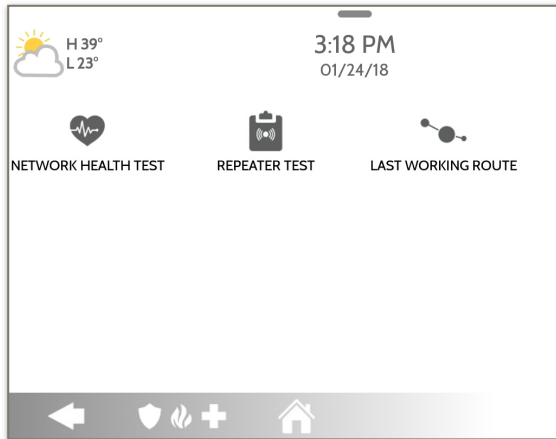 H 39°
L 23°
3:18 PM
01/24/18
NETWORK HEALTH TEST
REPEATER TEST
LAST WORKING ROUTE